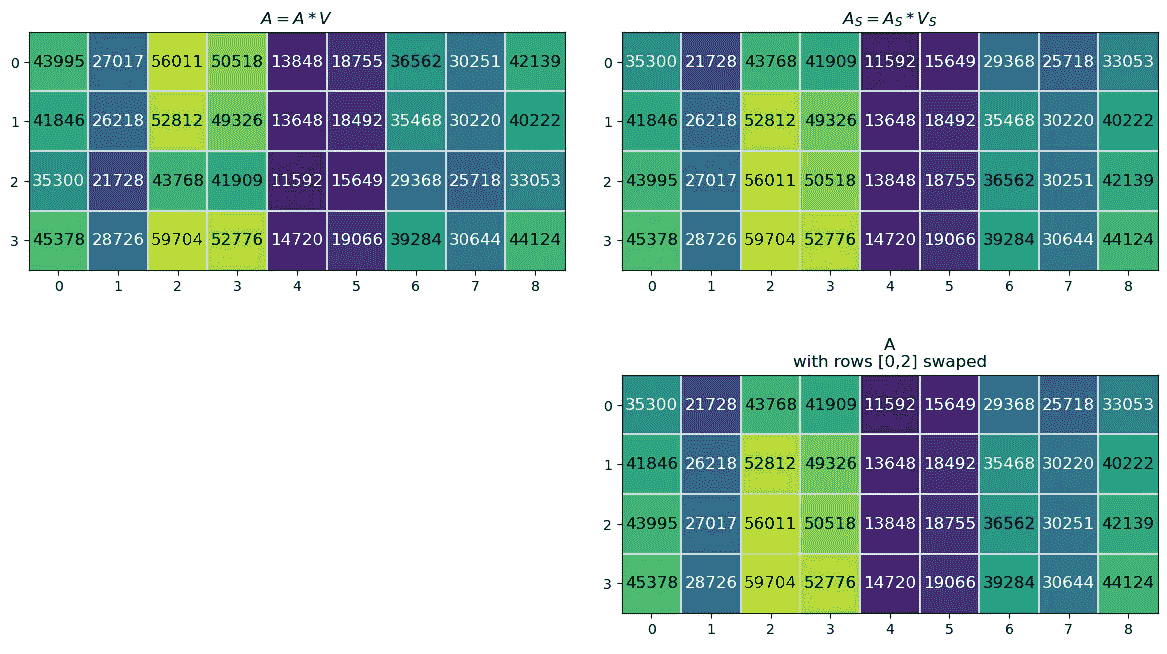 A = A * V
0 43995 27017 56011 50518 13848 18755 36562 30251 42139
1 41846 26218 52812 49326 13648 18492 35468 30220 40222
2 35300 21728 43768 41909 11592 15649 29368 25718 33053
3 45378 28726 59704 52776 14720 19066 39284 30644 44124
0 1 2 3 4 5 6 7 8
A_S = A_S * V_S
0 35300 21728 43768 41909 11592 15649 29368 25718 33053
1 41846 26218 52812 49326 13648 18492 35468 30220 40222
2 43995 27017 56011 50518 13848 18755 36562 30251 42139
3 45378 28726 59704 52776 14720 19066 39284 30644 44124
0 1 2 3 4 5 6 7 8
A
with rows [0,2] swaped
0 35300 21728 43768 41909 11592 15649 29368 25718 33053
1 41846 26218 52812 49326 13648 18492 35468 30220 40222
2 43995 27017 56011 50518 13848 18755 36562 30251 42139
3 45378 28726 59704 52776 14720 19066 39284 30644 44124
0 1 2 3 4 5 6 7 8